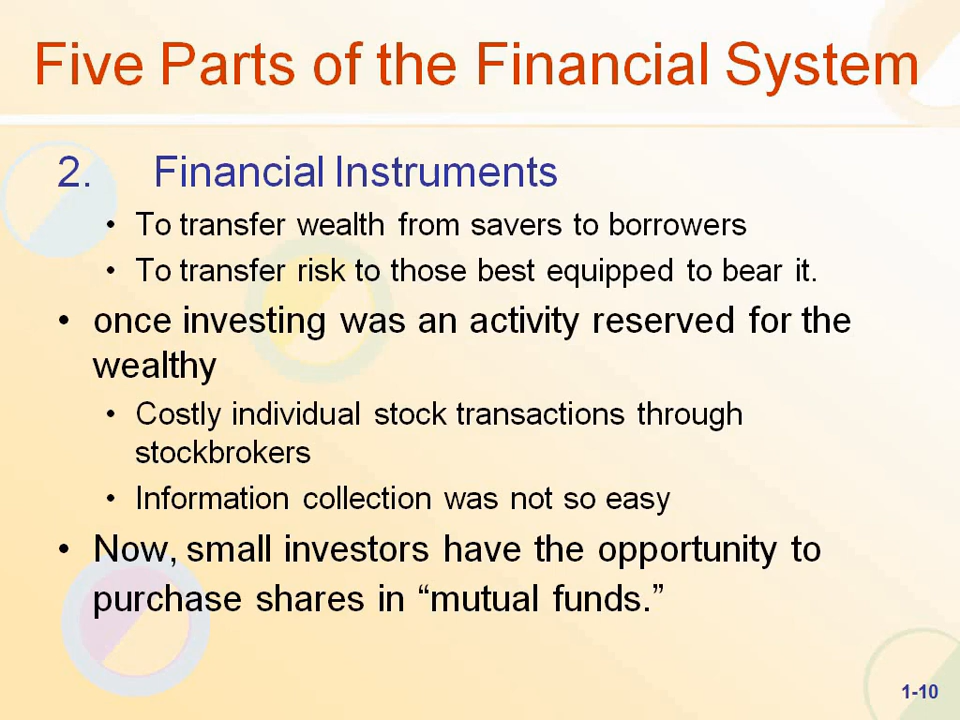 Five Parts of the Financial System
2. Financial Instruments
• To transfer wealth from savers to borrowers
• To transfer risk to those best equipped to bear it.
• once investing was an activity reserved for the
wealthy
• Costly individual stock transactions through
stockbrokers
• Information collection was not so easy
• Now, small investors have the opportunity to
purchase shares in “mutual funds.”
1-10